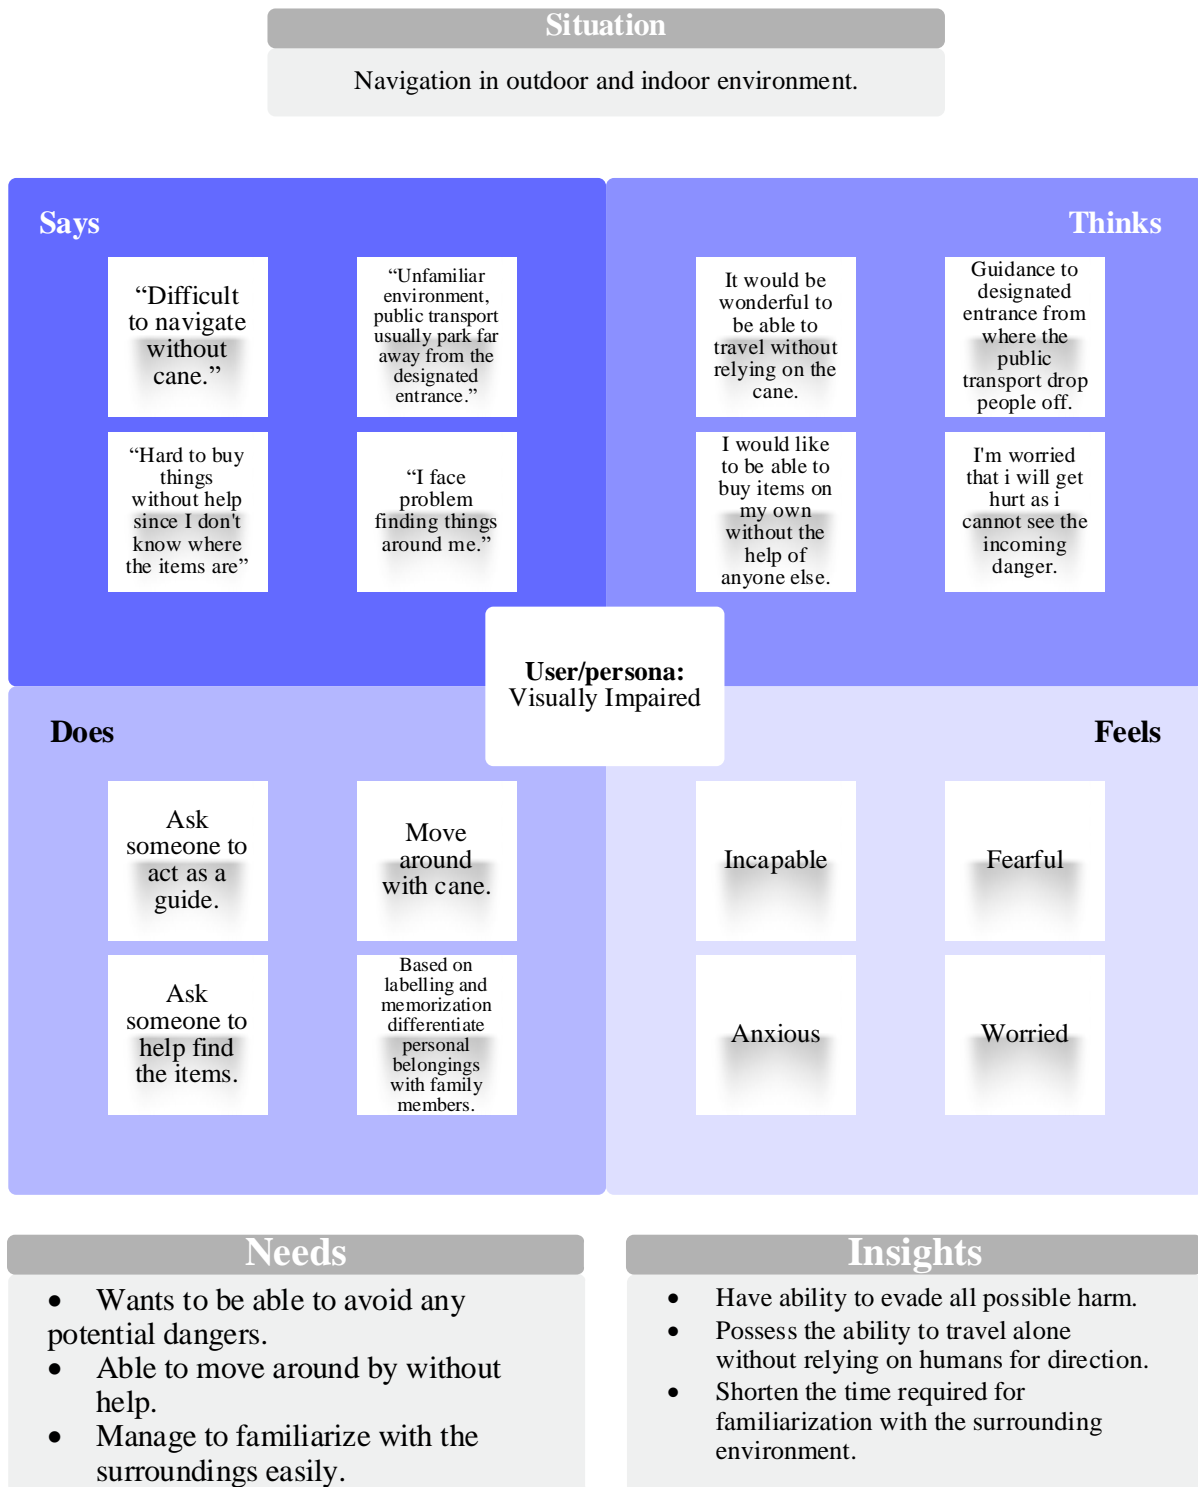 Situation
Navigation in outdoor and indoor environment.
Says
“Difficult
to navigate
without
cane.”
“Unfamiliar
environment,
public transport
usually park far
away from the
designated
entrance.”
“Hard to buy
things
without help
since I don't
know where
the items are”
“I face
problem
finding things
around me.”
Thinks
It would be
wonderful to
be able to
travel without
relying on the
cane.
Guidance to
designated
entrance from
where the
public
transport drop
people off.
I would like
to be able to
buy items on
my own
without the
help of
anyone else.
I'm worried
that i will get
hurt as i
cannot see the
incoming
danger.
User/persona:
Visually Impaired
Does
Ask
someone to
act as a
guide.
Move
around
with cane.
Ask
someone to
help find
the items.
Based on
labelling and
memorization
differentiate
personal
belongings
with family
members.
Feels
Incapable
Fearful
Anxious
Worried
Needs
• Wants to be able to avoid any
potential dangers.
• Able to move around by without
help.
• Manage to familiarize with the
surroundings easily.
Insights
• Have ability to evade all possible harm.
• Possess the ability to travel alone
without relying on humans for direction.
• Shorten the time required for
familiarization with the surrounding
environment.